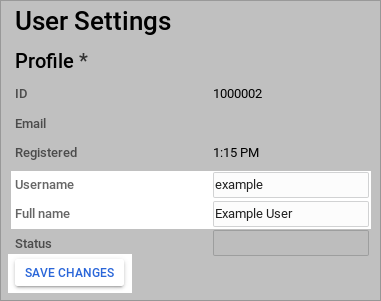 User Settings
Profile *
ID 1000002
Email
Registered 1:15 PM
Username example
Full name Example User
Status
SAVE CHANGES